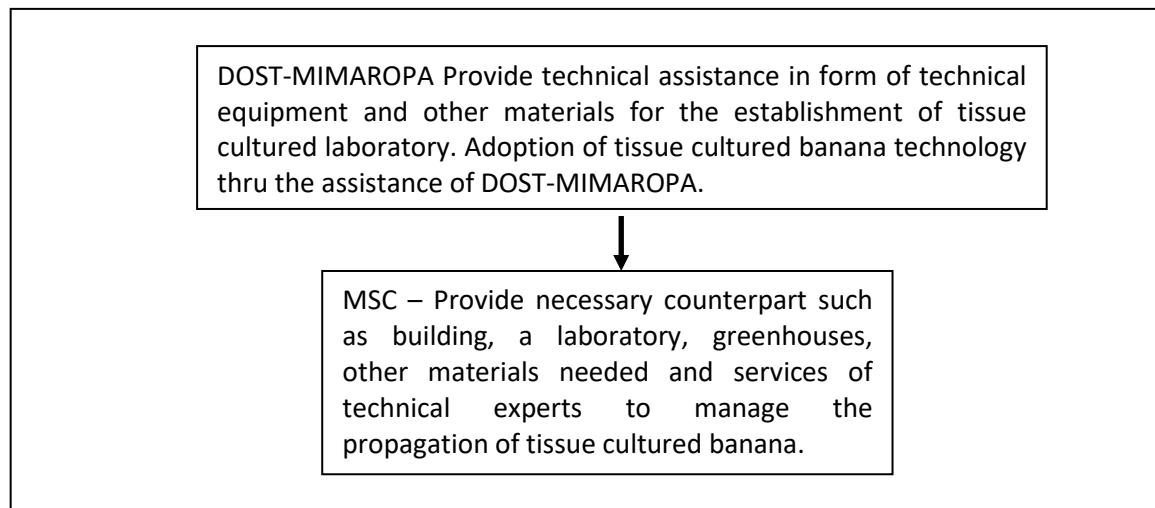 DOST-MIMAROPA Provide technical assistance in form of technical
equipment and other materials for the establishment of tissue
cultured laboratory. Adoption of tissue cultured banana technology
thru the assistance of DOST-MIMAROPA.
MSC – Provide necessary counterpart such
as building, a laboratory, greenhouses,
other materials needed and services of
technical experts to manage the
propagation of tissue cultured banana.